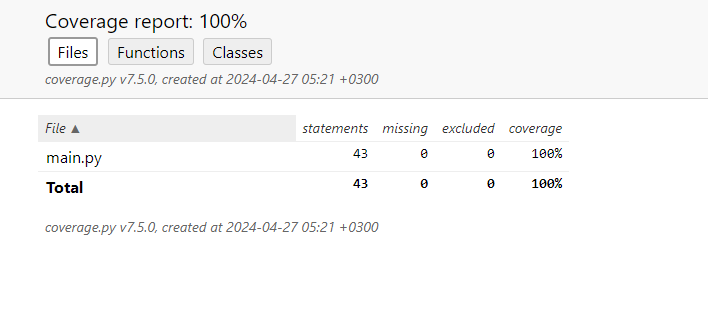 Coverage report: 100%
Files Functions Classes
coverage.py v7.5.0, created at 2024-04-27 05:21 +0300
File ▲ statements missing excluded coverage
main.py 43 0 0 100%
Total 43 0 0 100%
coverage.py v7.5.0, created at 2024-04-27 05:21 +0300